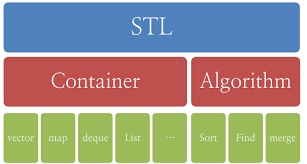 STL
Container Algorithm
vector map deque List ... Sort Find merge